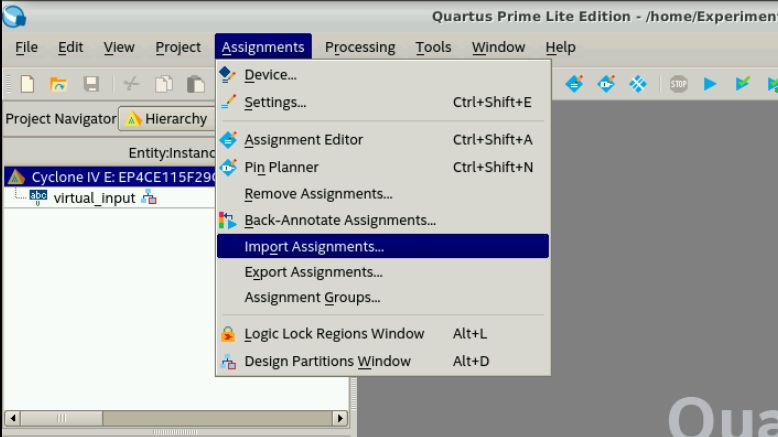 Quartus Prime Lite Edition - /home/Experimen
File Edit View Project Assignments Processing Tools Window Help
Device...
Settings... Ctrl+Shift+E
STOP
Project Navigator Hierarchy
Assignment Editor Ctrl+Shift+A
Entity:Instanc
Pin Planner Ctrl+Shift+N
Cyclone IV E: EP4CE115F29C
Remove Assignments...
abc virtual_input
Back-Annotate Assignments...
Import Assignments...
Export Assignments...
Assignment Groups...
Logic Lock Regions Window Alt+L
Design Partitions Window Alt+D
Qua